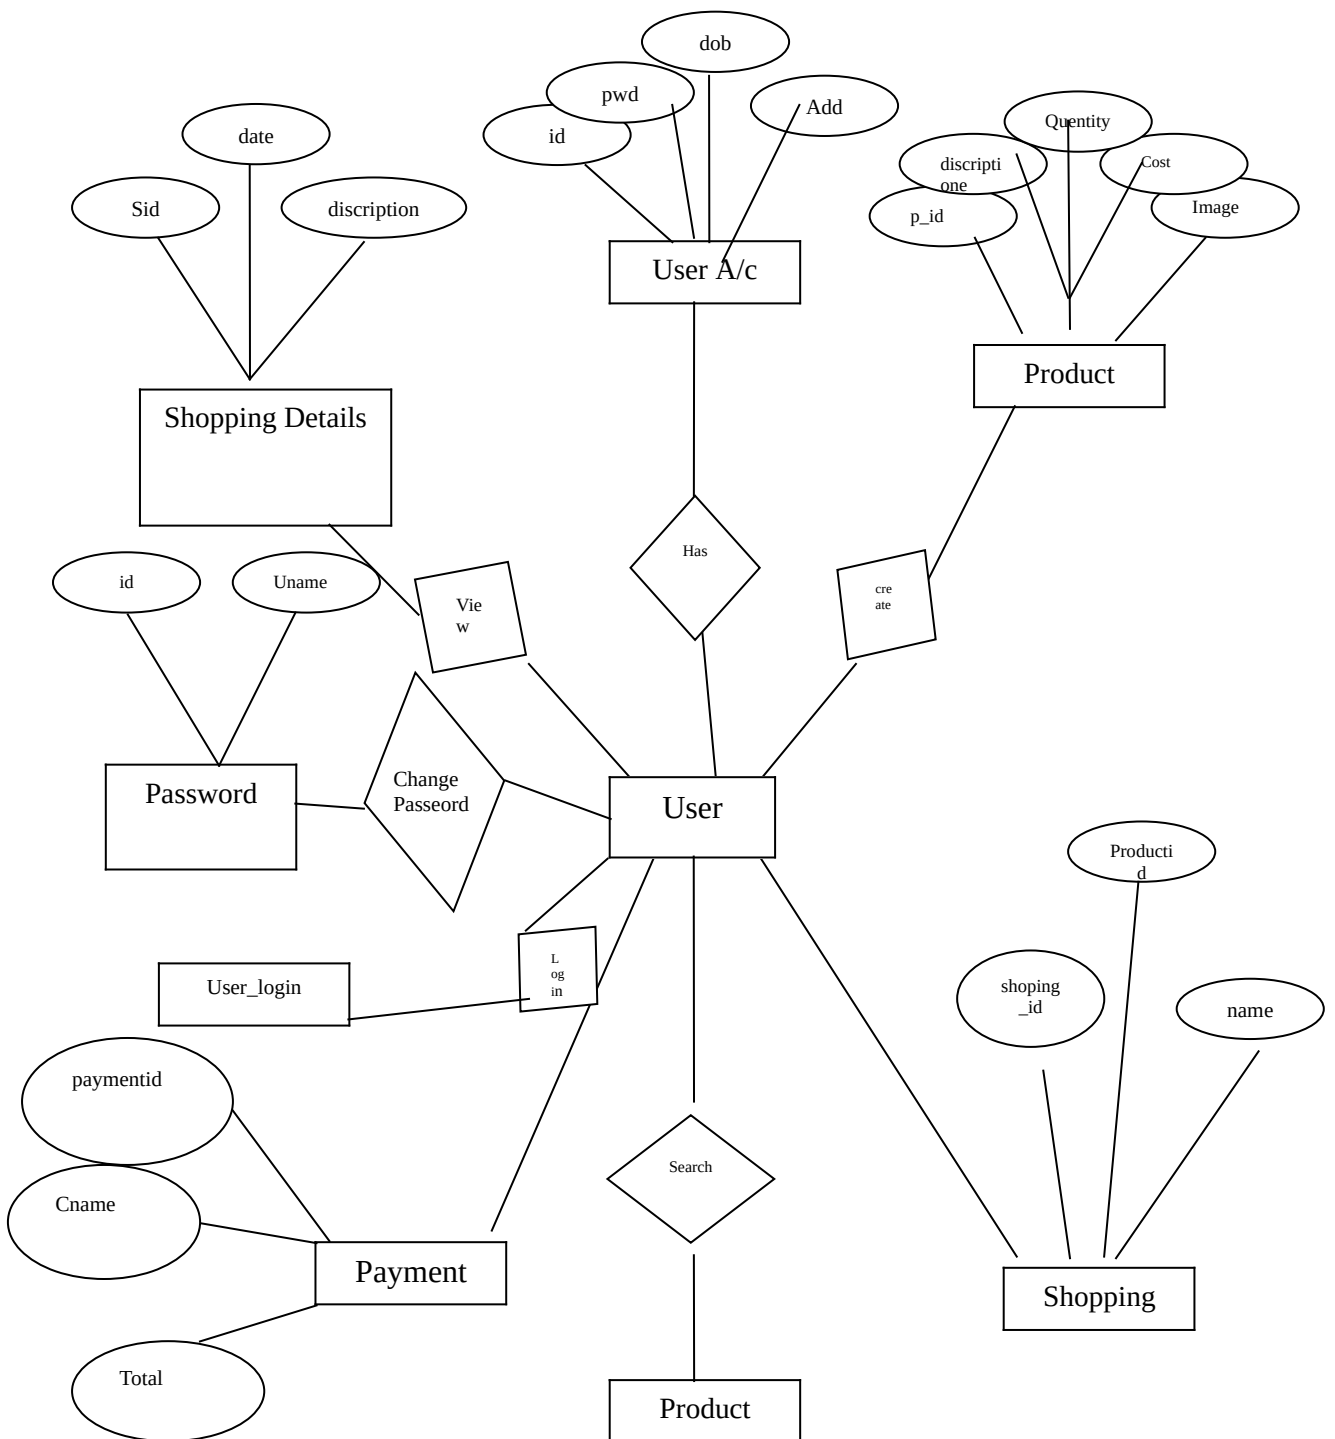 dob
pwd
Add
id
date
Quentity
Cost
discripti
one
Sid
discription
p_id
Image
User A/c
Product
Shopping Details
Has
id
Uname
Vie
w
cre
ate
Change
Passeord
Password
User
Producti
d
L
og
in
User_login
shoping
_id
name
paymentid
Search
Cname
Payment
Shopping
Total
Product